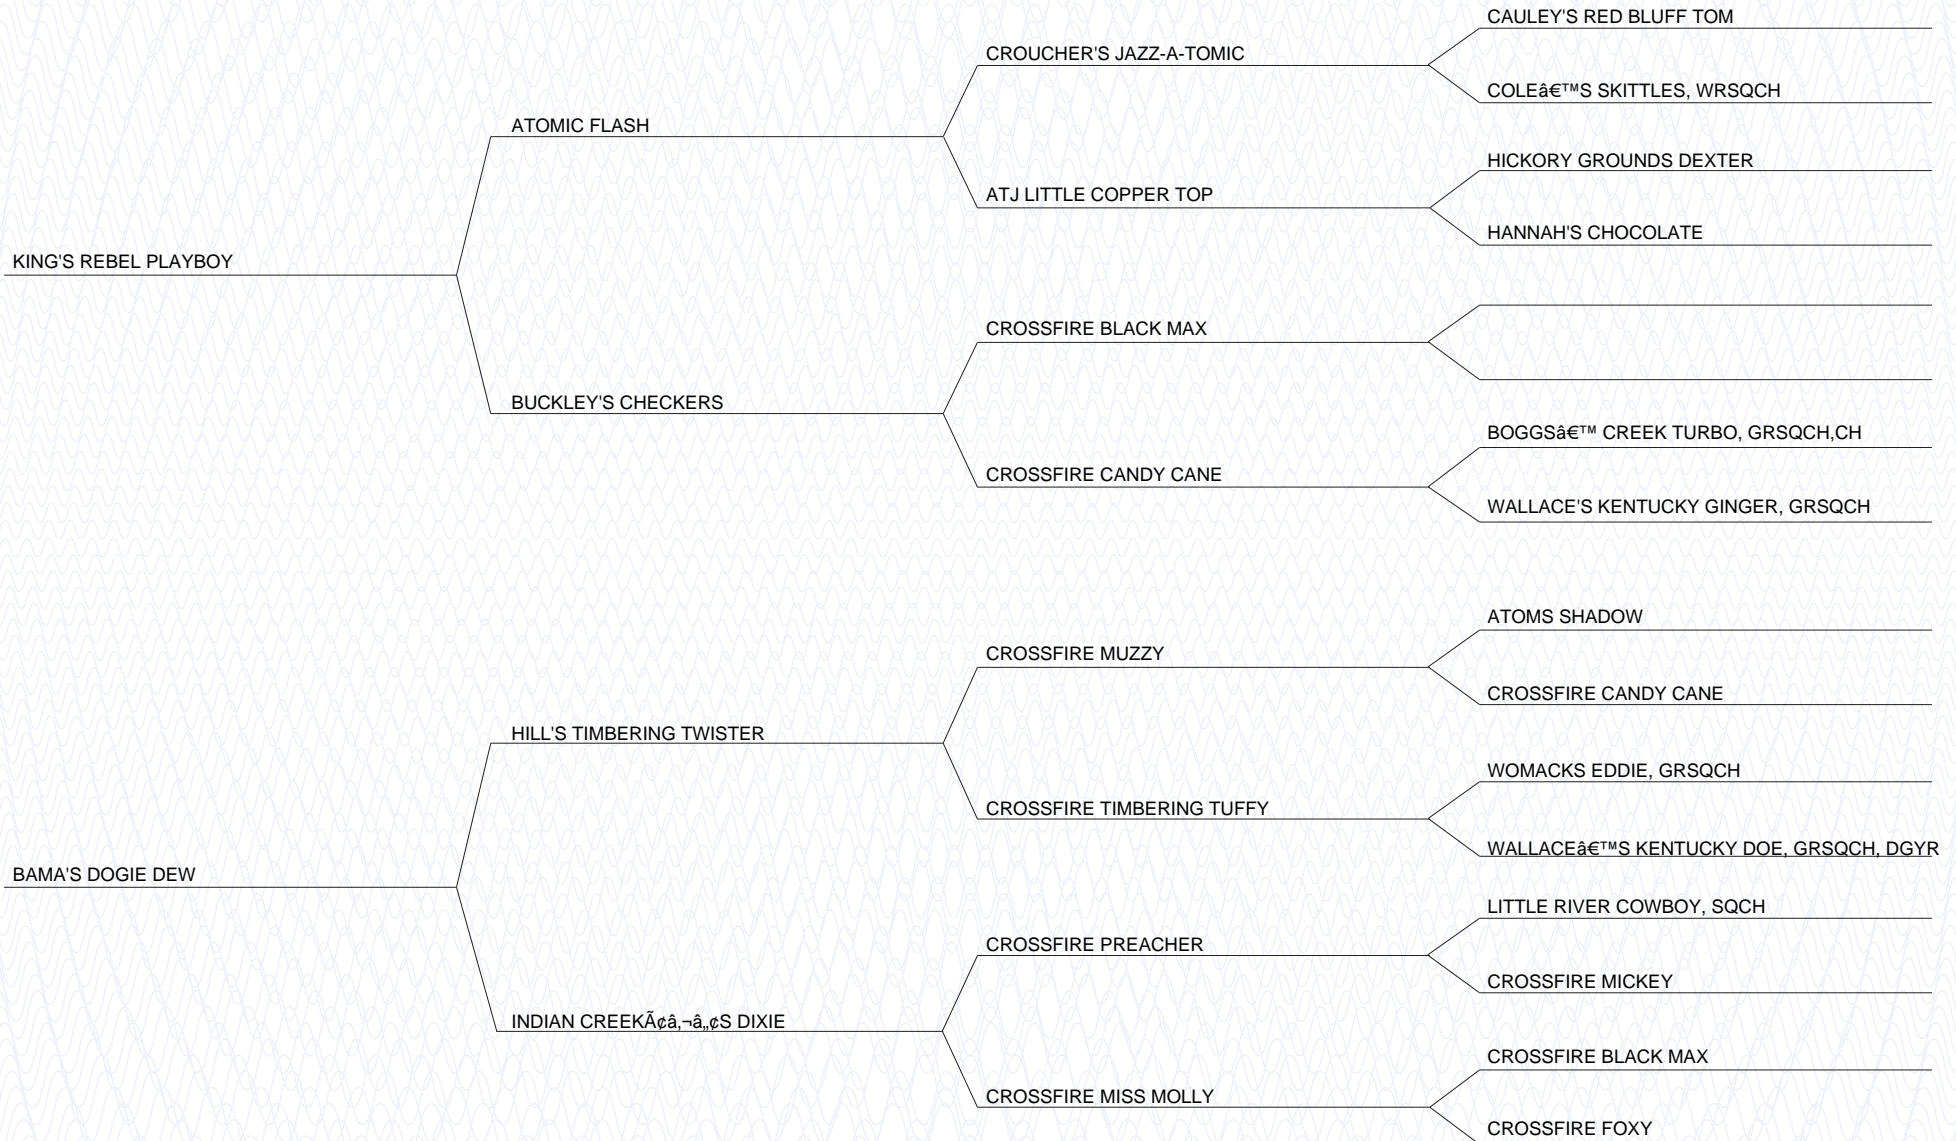 CAULEY'S RED BLUFF TOM
CROUCHER'S JAZZ-A-TOMIC
COLEâ€™S SKITTLES, WRSQCH
ATOMIC FLASH
HICKORY GROUNDS DEXTER
ATJ LITTLE COPPER TOP
HANNAH'S CHOCOLATE
KING'S REBEL PLAYBOY
CROSSFIRE BLACK MAX
BUCKLEY'S CHECKERS
BOGGSâ€™ CREEK TURBO, GRSQCH,CH
CROSSFIRE CANDY CANE
WALLACE'S KENTUCKY GINGER, GRSQCH
ATOMS SHADOW
CROSSFIRE MUZZY
CROSSFIRE CANDY CANE
HILL'S TIMBERING TWISTER
WOMACKS EDDIE, GRSQCH
CROSSFIRE TIMBERING TUFFY
WALLACEâ€™S KENTUCKY DOE, GRSQCH, DGYR
BAMA'S DOGIE DEW
LITTLE RIVER COWBOY, SQCH
CROSSFIRE PREACHER
CROSSFIRE MICKEY
INDIAN CREEKÃ¢â‚¬â„¢S DIXIE
CROSSFIRE BLACK MAX
CROSSFIRE MISS MOLLY
CROSSFIRE FOXY